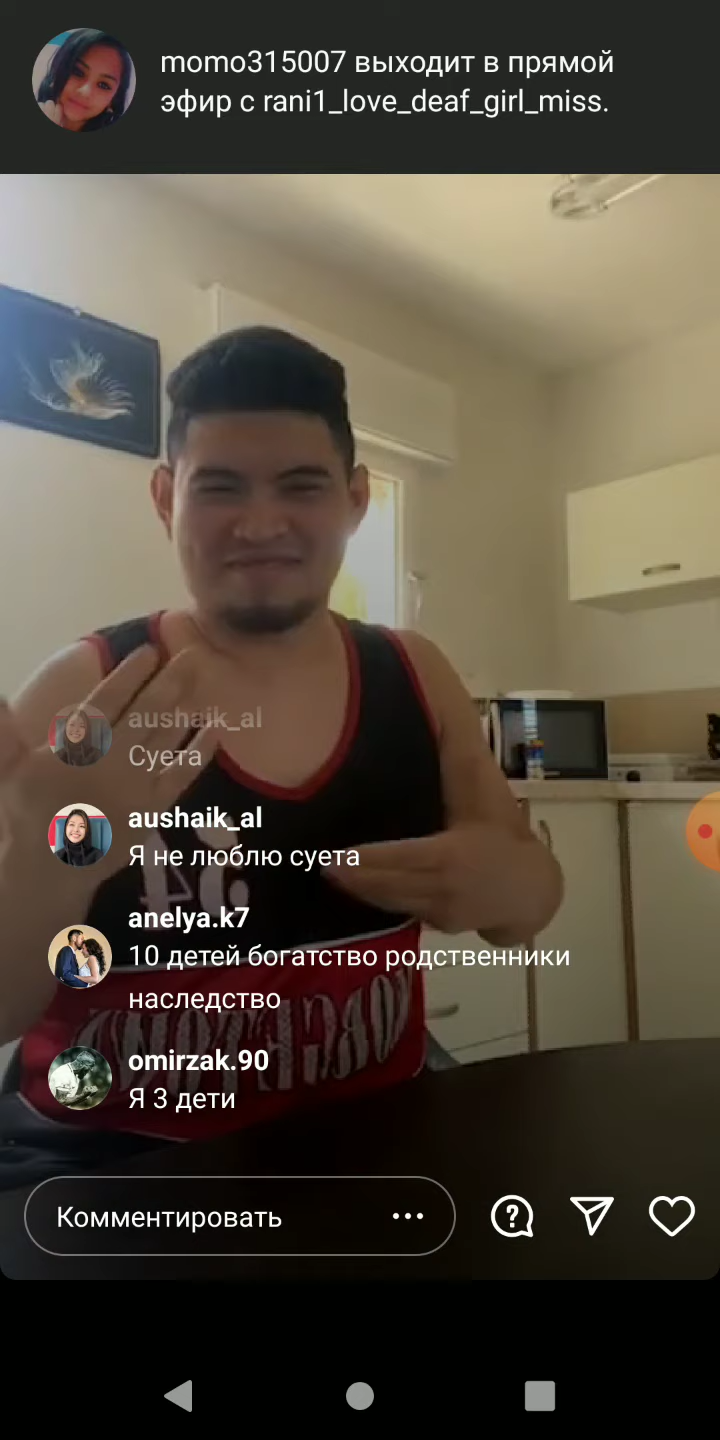 momo315007 выходит в прямой
эфир с rani1_love_deaf_girl_miss.
aushaik_al
Суета
aushaik_al
Я не люблю суета
anelya.k7
10 детей богатство родственники
наследство
omirzak.90
Я 3 дети
Комментировать